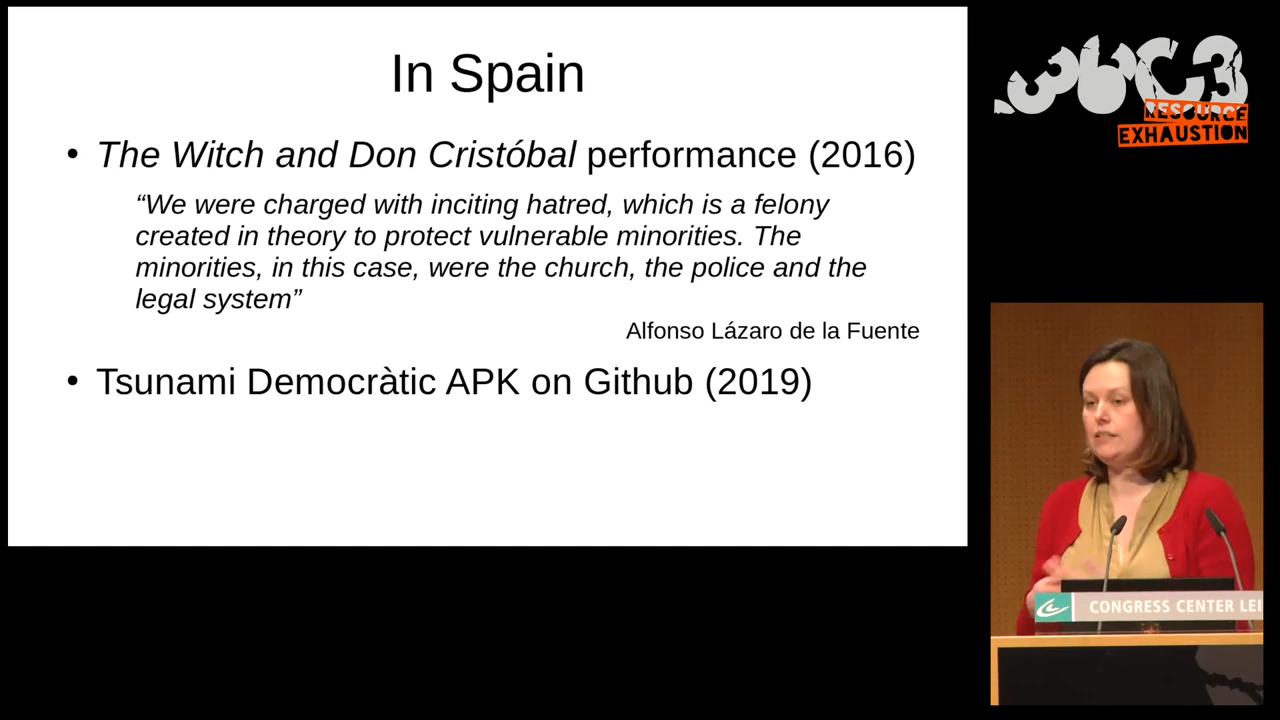 In Spain
• The Witch and Don Cristóbal performance (2016)
“We were charged with inciting hatred, which is a felony
created in theory to protect vulnerable minorities. The
minorities, in this case, were the church, the police and the
legal system”
Alfonso Lázaro de la Fuente
• Tsunami Democràtic APK on Github (2019)
36C3
RESOURCE
EXHAUSTION
CONGRESS CENTER LEI